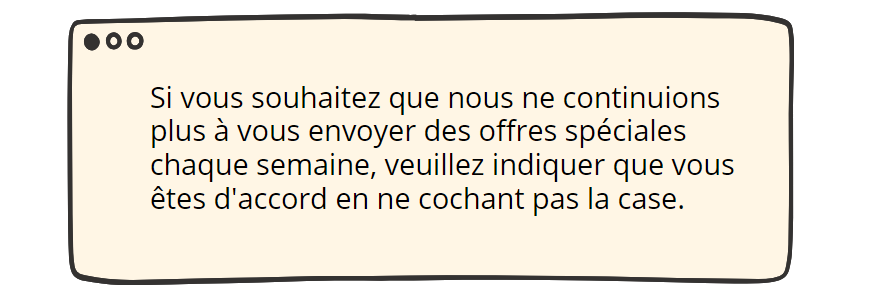 Si vous souhaitez que nous ne continuions
plus à vous envoyer des offres spéciales
chaque semaine, veuillez indiquer que vous
êtes d'accord en ne cochant pas la case.